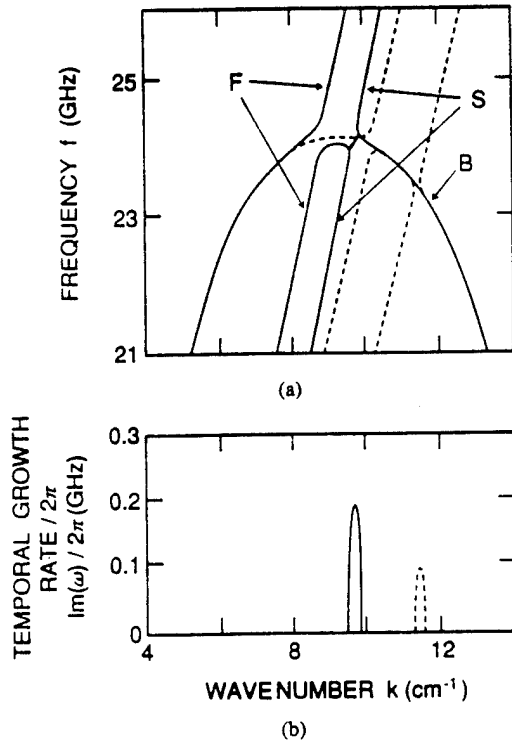 FREQUENCY f (GHz)
25
23
21
F
S
B
(a)
TEMPORAL GROWTH
RATE / 2π
Im(ω) / 2π (GHz)
0.3
0.2
0.1
0
4
8
12
WAVENUMBER k (cm⁻¹)
(b)